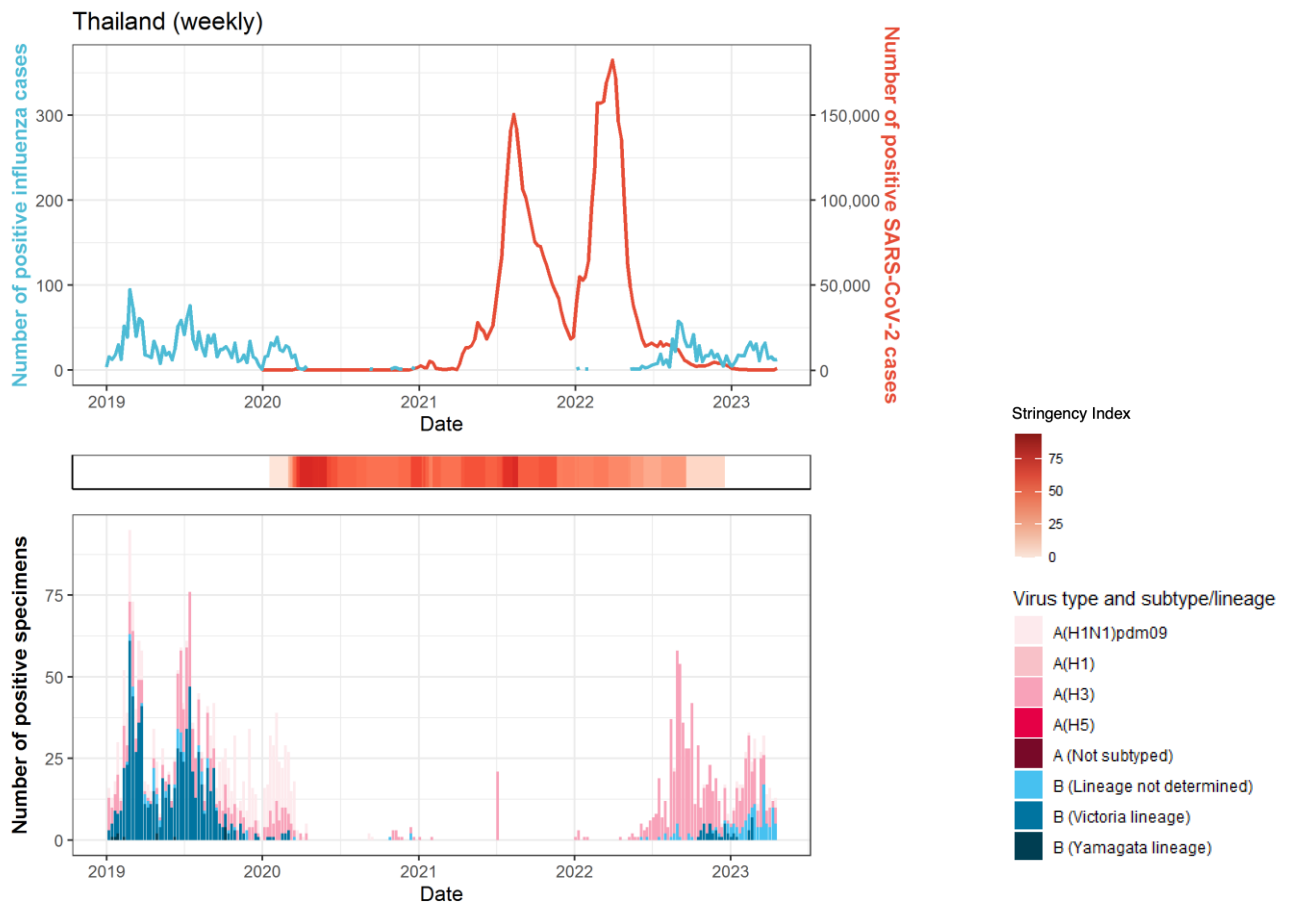 Thailand (weekly)
Number of positive influenza cases
Number of positive SARS-CoV-2 cases
300
200
100
0
150,000
100,000
50,000
0
2019 2020 2021 2022 2023
Date
Stringency Index
75
50
25
0
Number of positive specimens
75
50
25
0
2019 2020 2021 2022 2023
Date
Virus type and subtype/lineage
A(H1N1)pdm09
A(H1)
A(H3)
A(H5)
A (Not subtyped)
B (Lineage not determined)
B (Victoria lineage)
B (Yamagata lineage)